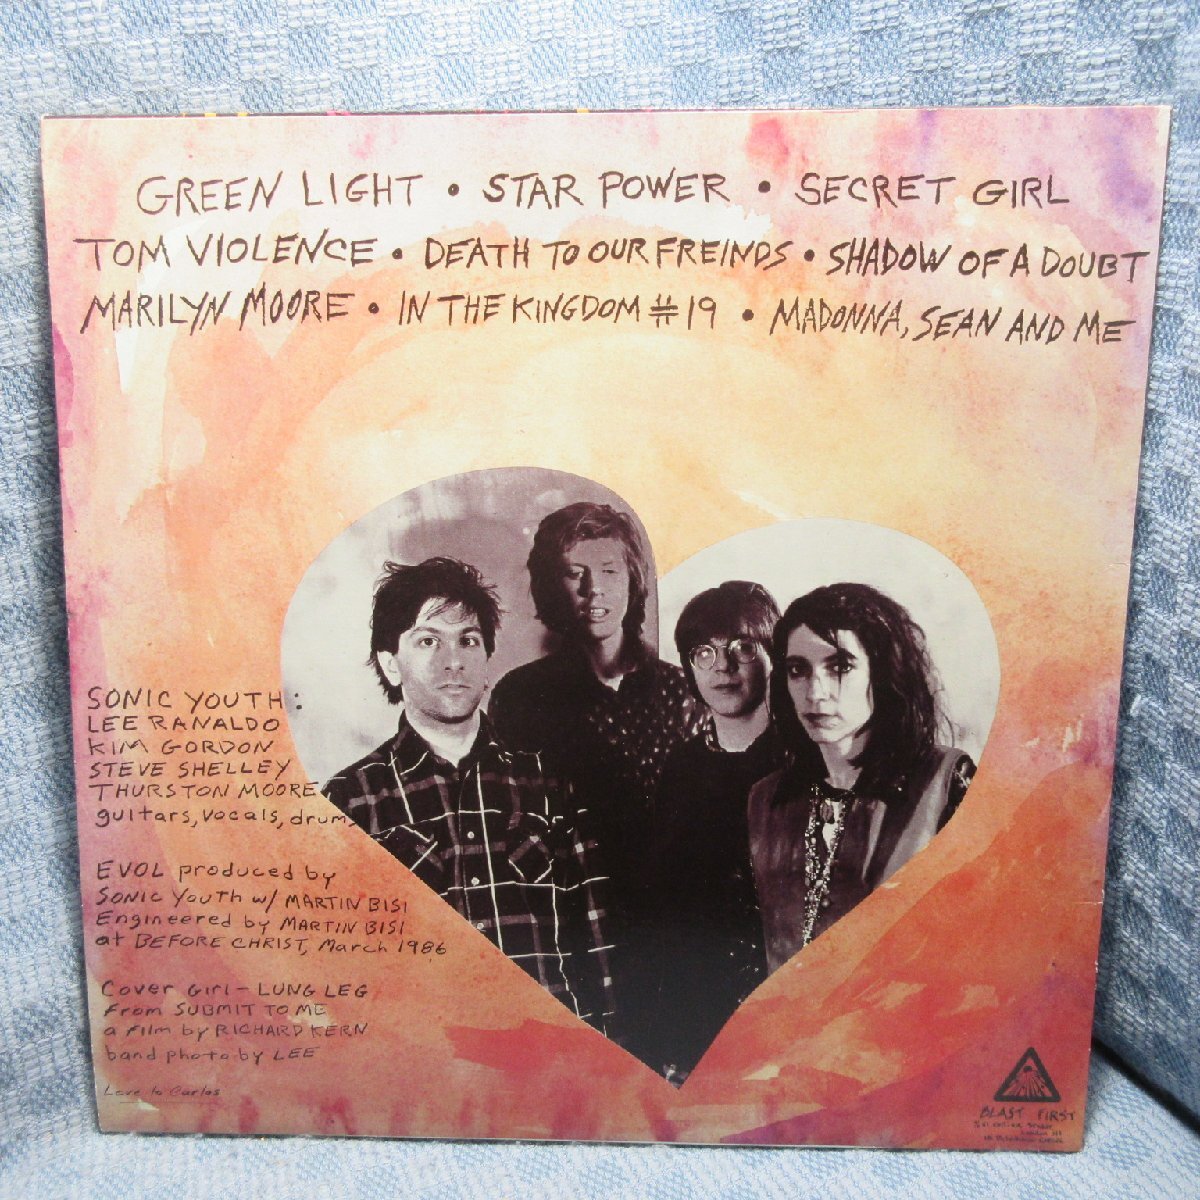 GREEN LIGHT • STAR POWER • SECRET GIRL
TOM VIOLENCE • DEATH TO OUR FREINDS • SHADOW OF A DOUBT
MARILYN MOORE • IN THE KINGDOM #19 • MADONNA, SEAN AND ME
SONIC YOUTH:
LEE RANALDO
KIM GORDON
STEVE SHELLEY
THURSTON MOORE
guitars, vocals, drums
EVOL produced by
SONIC YOUTH w/ MARTIN BISI
Engineered by MARTIN BISI
at BEFORE CHRIST, March 1986
Cover Girl - LUNG LEG
From SUBMIT TO ME
a film by RICHARD KERN
band photo by LEE
Love to Carlos
BLAST FIRST